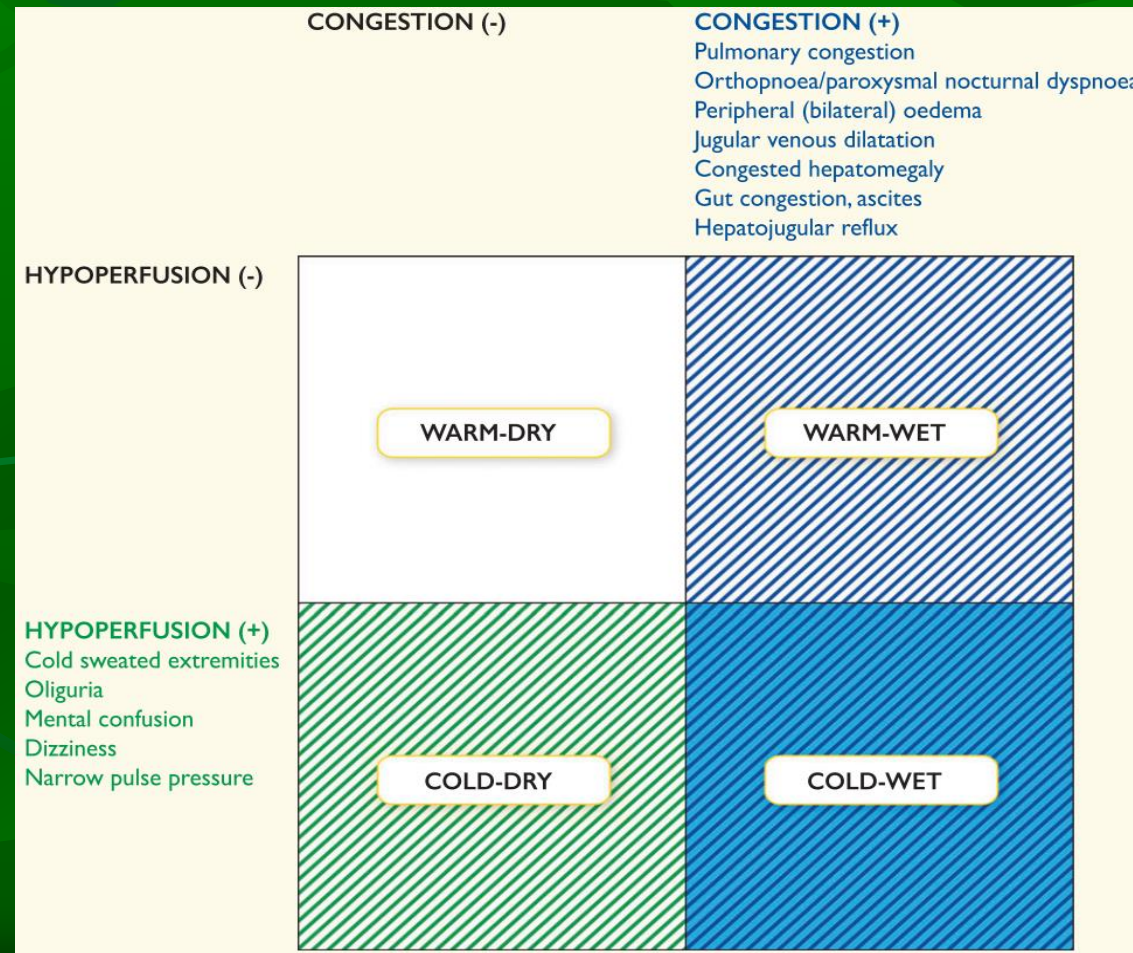 CONGESTION (-)
CONGESTION (+)
Pulmonary congestion
Orthopnoea/paroxysmal nocturnal dyspnoea
Peripheral (bilateral) oedema
Jugular venous dilatation
Congested hepatomegaly
Gut congestion, ascites
Hepatojugular reflux
HYPOPERFUSION (-)
WARM-DRY
WARM-WET
HYPOPERFUSION (+)
Cold sweated extremities
Oliguria
Mental confusion
Dizziness
Narrow pulse pressure
COLD-DRY
COLD-WET